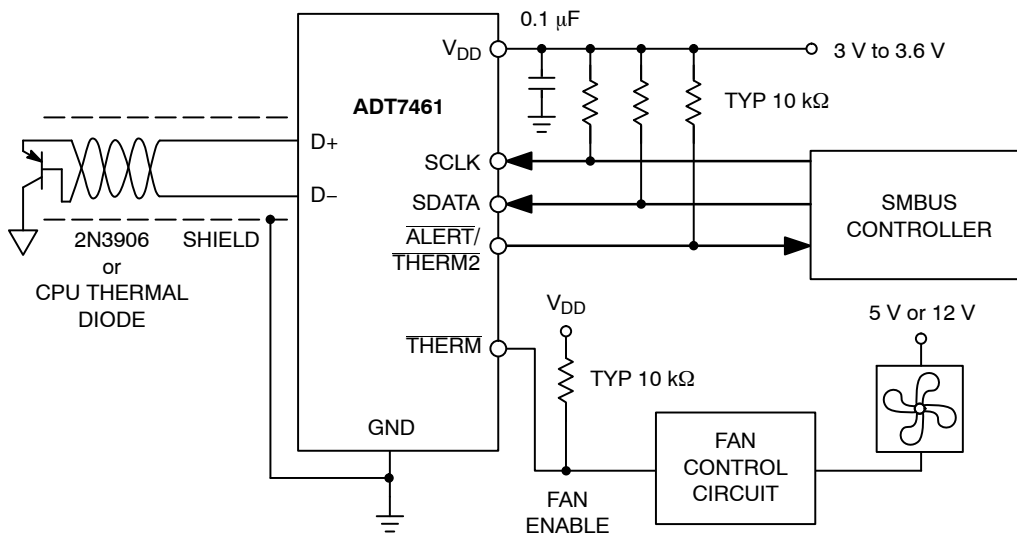 0.1 μF
VDD
3 V to 3.6 V
ADT7461
TYP 10 kΩ
D+
SCLK
D−
SDATA
SMBUS
CONTROLLER
2N3906
or
CPU THERMAL
DIODE
SHIELD
ALERT/
THERM2
VDD
5 V or 12 V
THERM
TYP 10 kΩ
GND
FAN
CONTROL
CIRCUIT
FAN
ENABLE